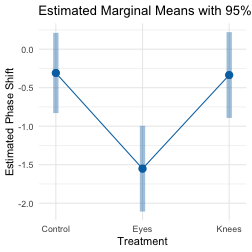 Estimated Marginal Means with 95%
Estimated Phase Shift
0.0
-0.5
-1.0
-1.5
-2.0
Control
Eyes
Knees
Treatment